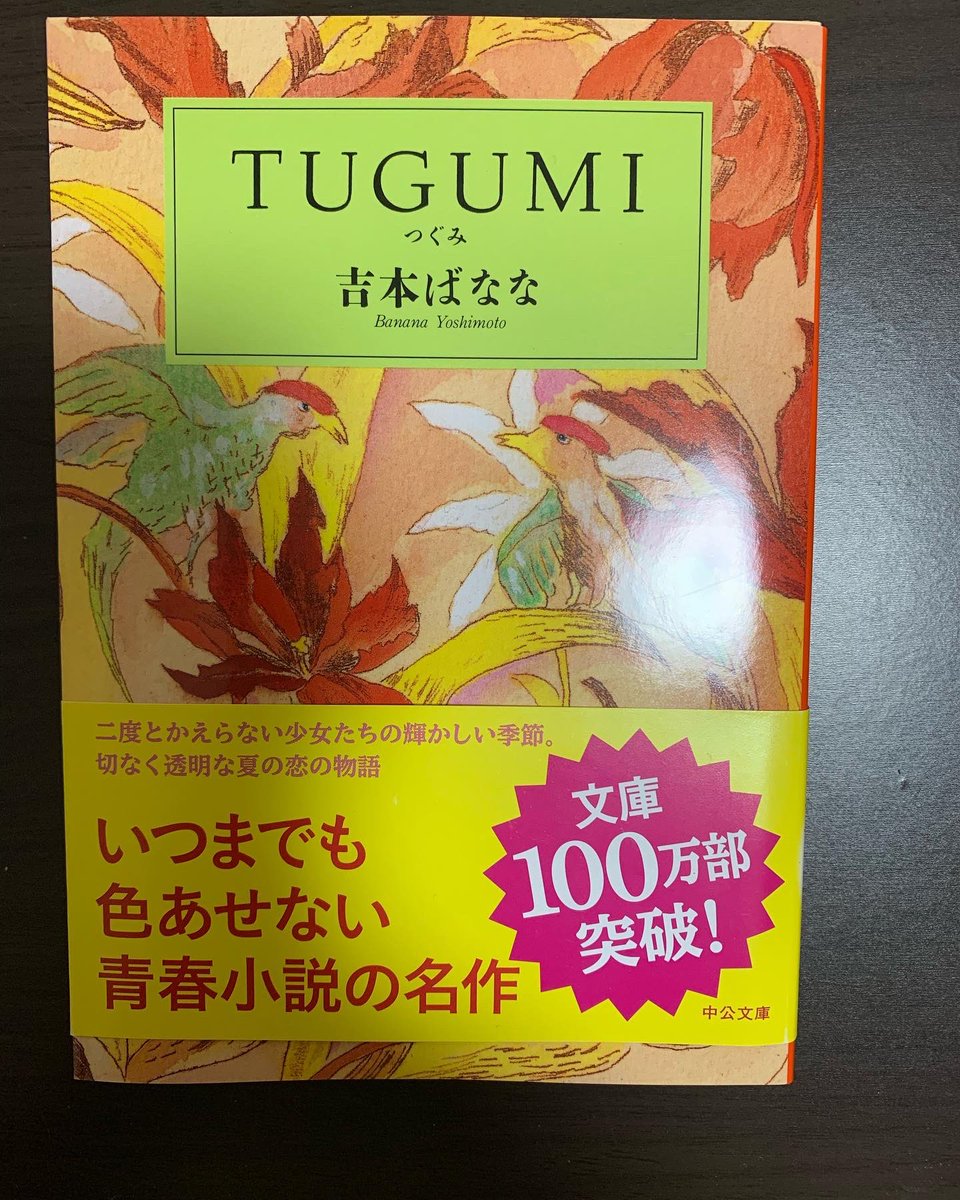 TUGUMI
つぐみ
吉本ばなな
Banana Yoshimoto
二度とかえらない少女たちの輝かしい季節。
切なく透明な夏の恋の物語
いつまでも
色あせない
青春小説の名作
文庫
100万部
突破!
中公文庫